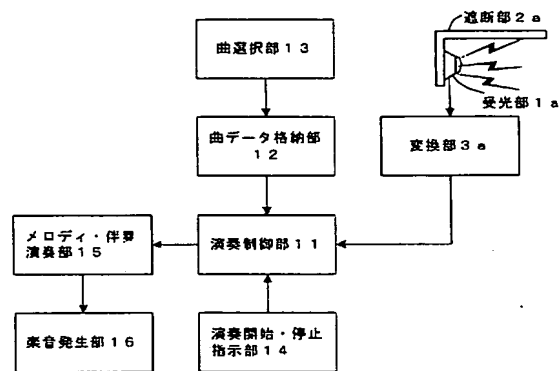 曲選択部13
遮断部2a
受光部1a
曲データ格納部
12
変換部3a
メロディ・伴奏
演奏部15
演奏制御部11
楽音発生部16
演奏開始・停止
指示部14